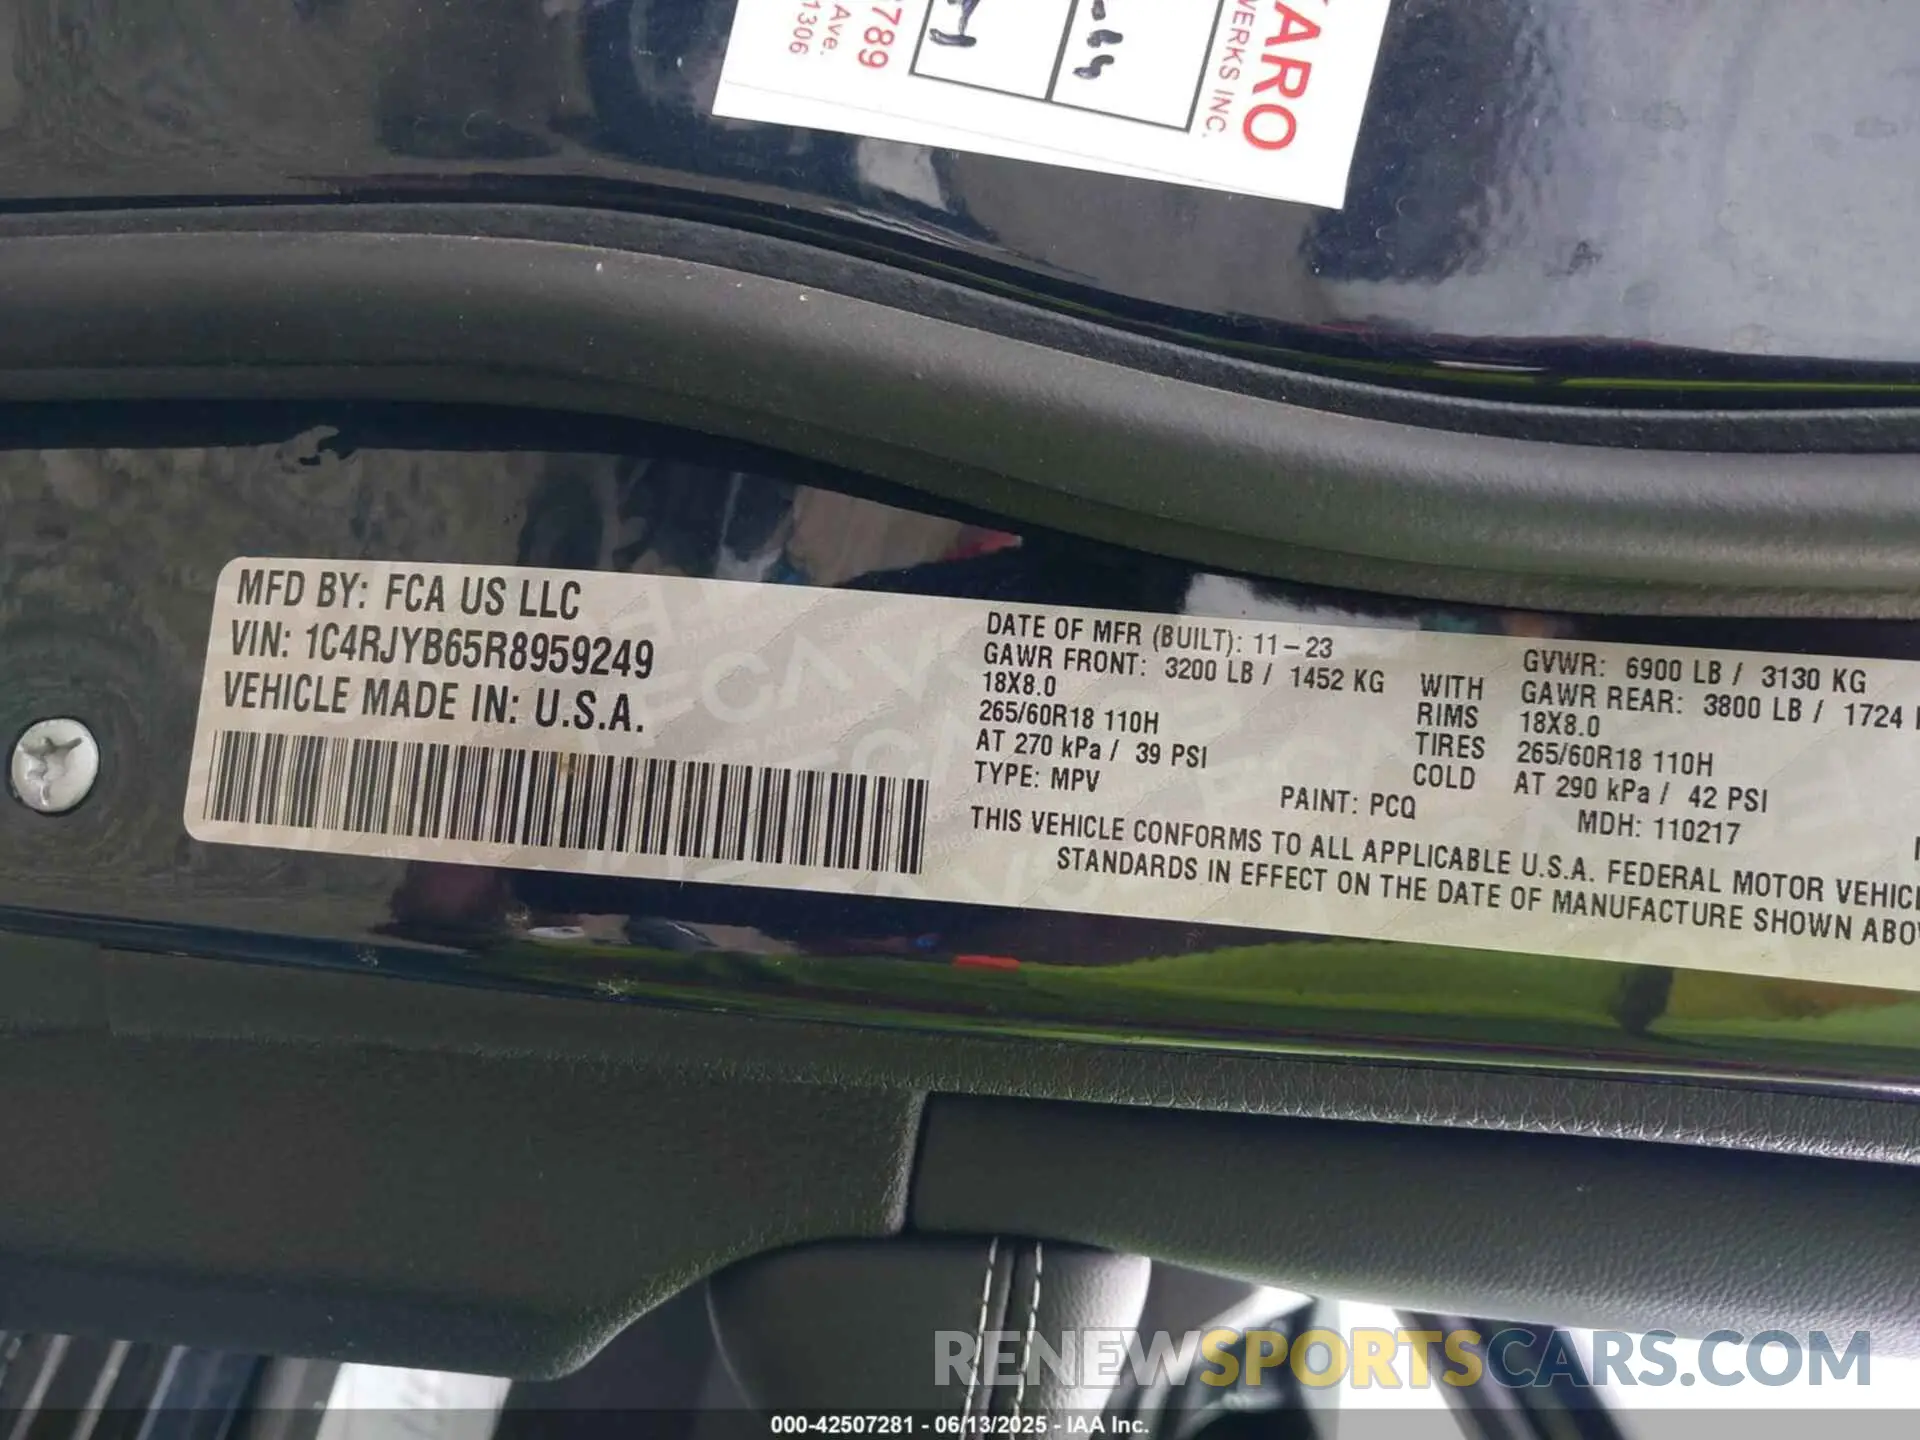 TARO
WERKS INC.
789
Ave.
1306
MFD BY: FCA US LLC
VIN: 1C4RJYB65R8959249
VEHICLE MADE IN: U.S.A.
DATE OF MFR (BUILT): 11-23
GVWR: 6900 LB / 3130 KG
GAWR FRONT: 3200 LB / 1452 KG
WITH
GAWR REAR: 3800 LB / 1724
18X8.0
RIMS
18X8.0
265/60R18 110H
TIRES
265/60R18 110H
AT 270 kPa / 39 PSI
COLD
AT 290 kPa / 42 PSI
TYPE: MPV
PAINT: PCQ
MDH: 110217
THIS VEHICLE CONFORMS TO ALL APPLICABLE U.S.A. FEDERAL MOTOR VEHICL
STANDARDS IN EFFECT ON THE DATE OF MANUFACTURE SHOWN ABO
RENEWSPORTSCARS.COM
000-42507281 - 06/13/2025 - IAA Inc.